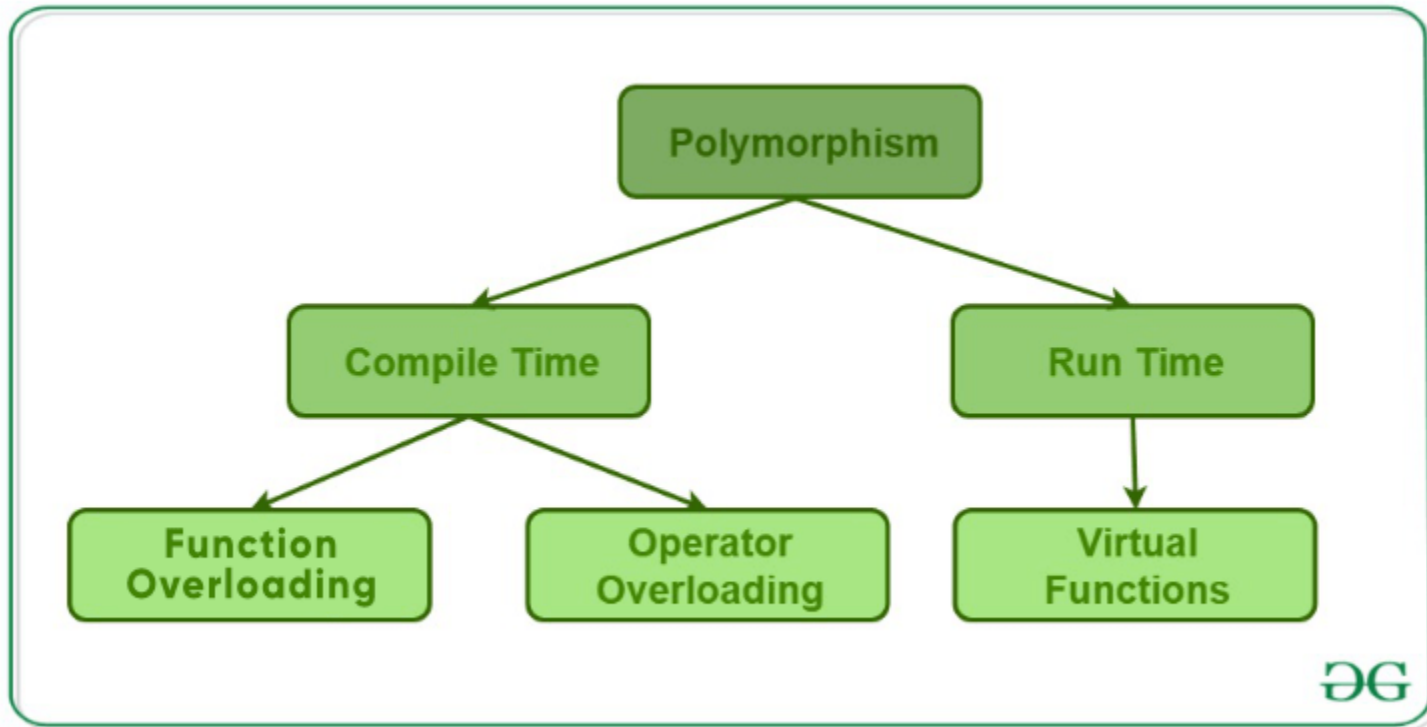 Polymorphism
Compile Time
Run Time
Function
Overloading
Operator
Overloading
Virtual
Functions